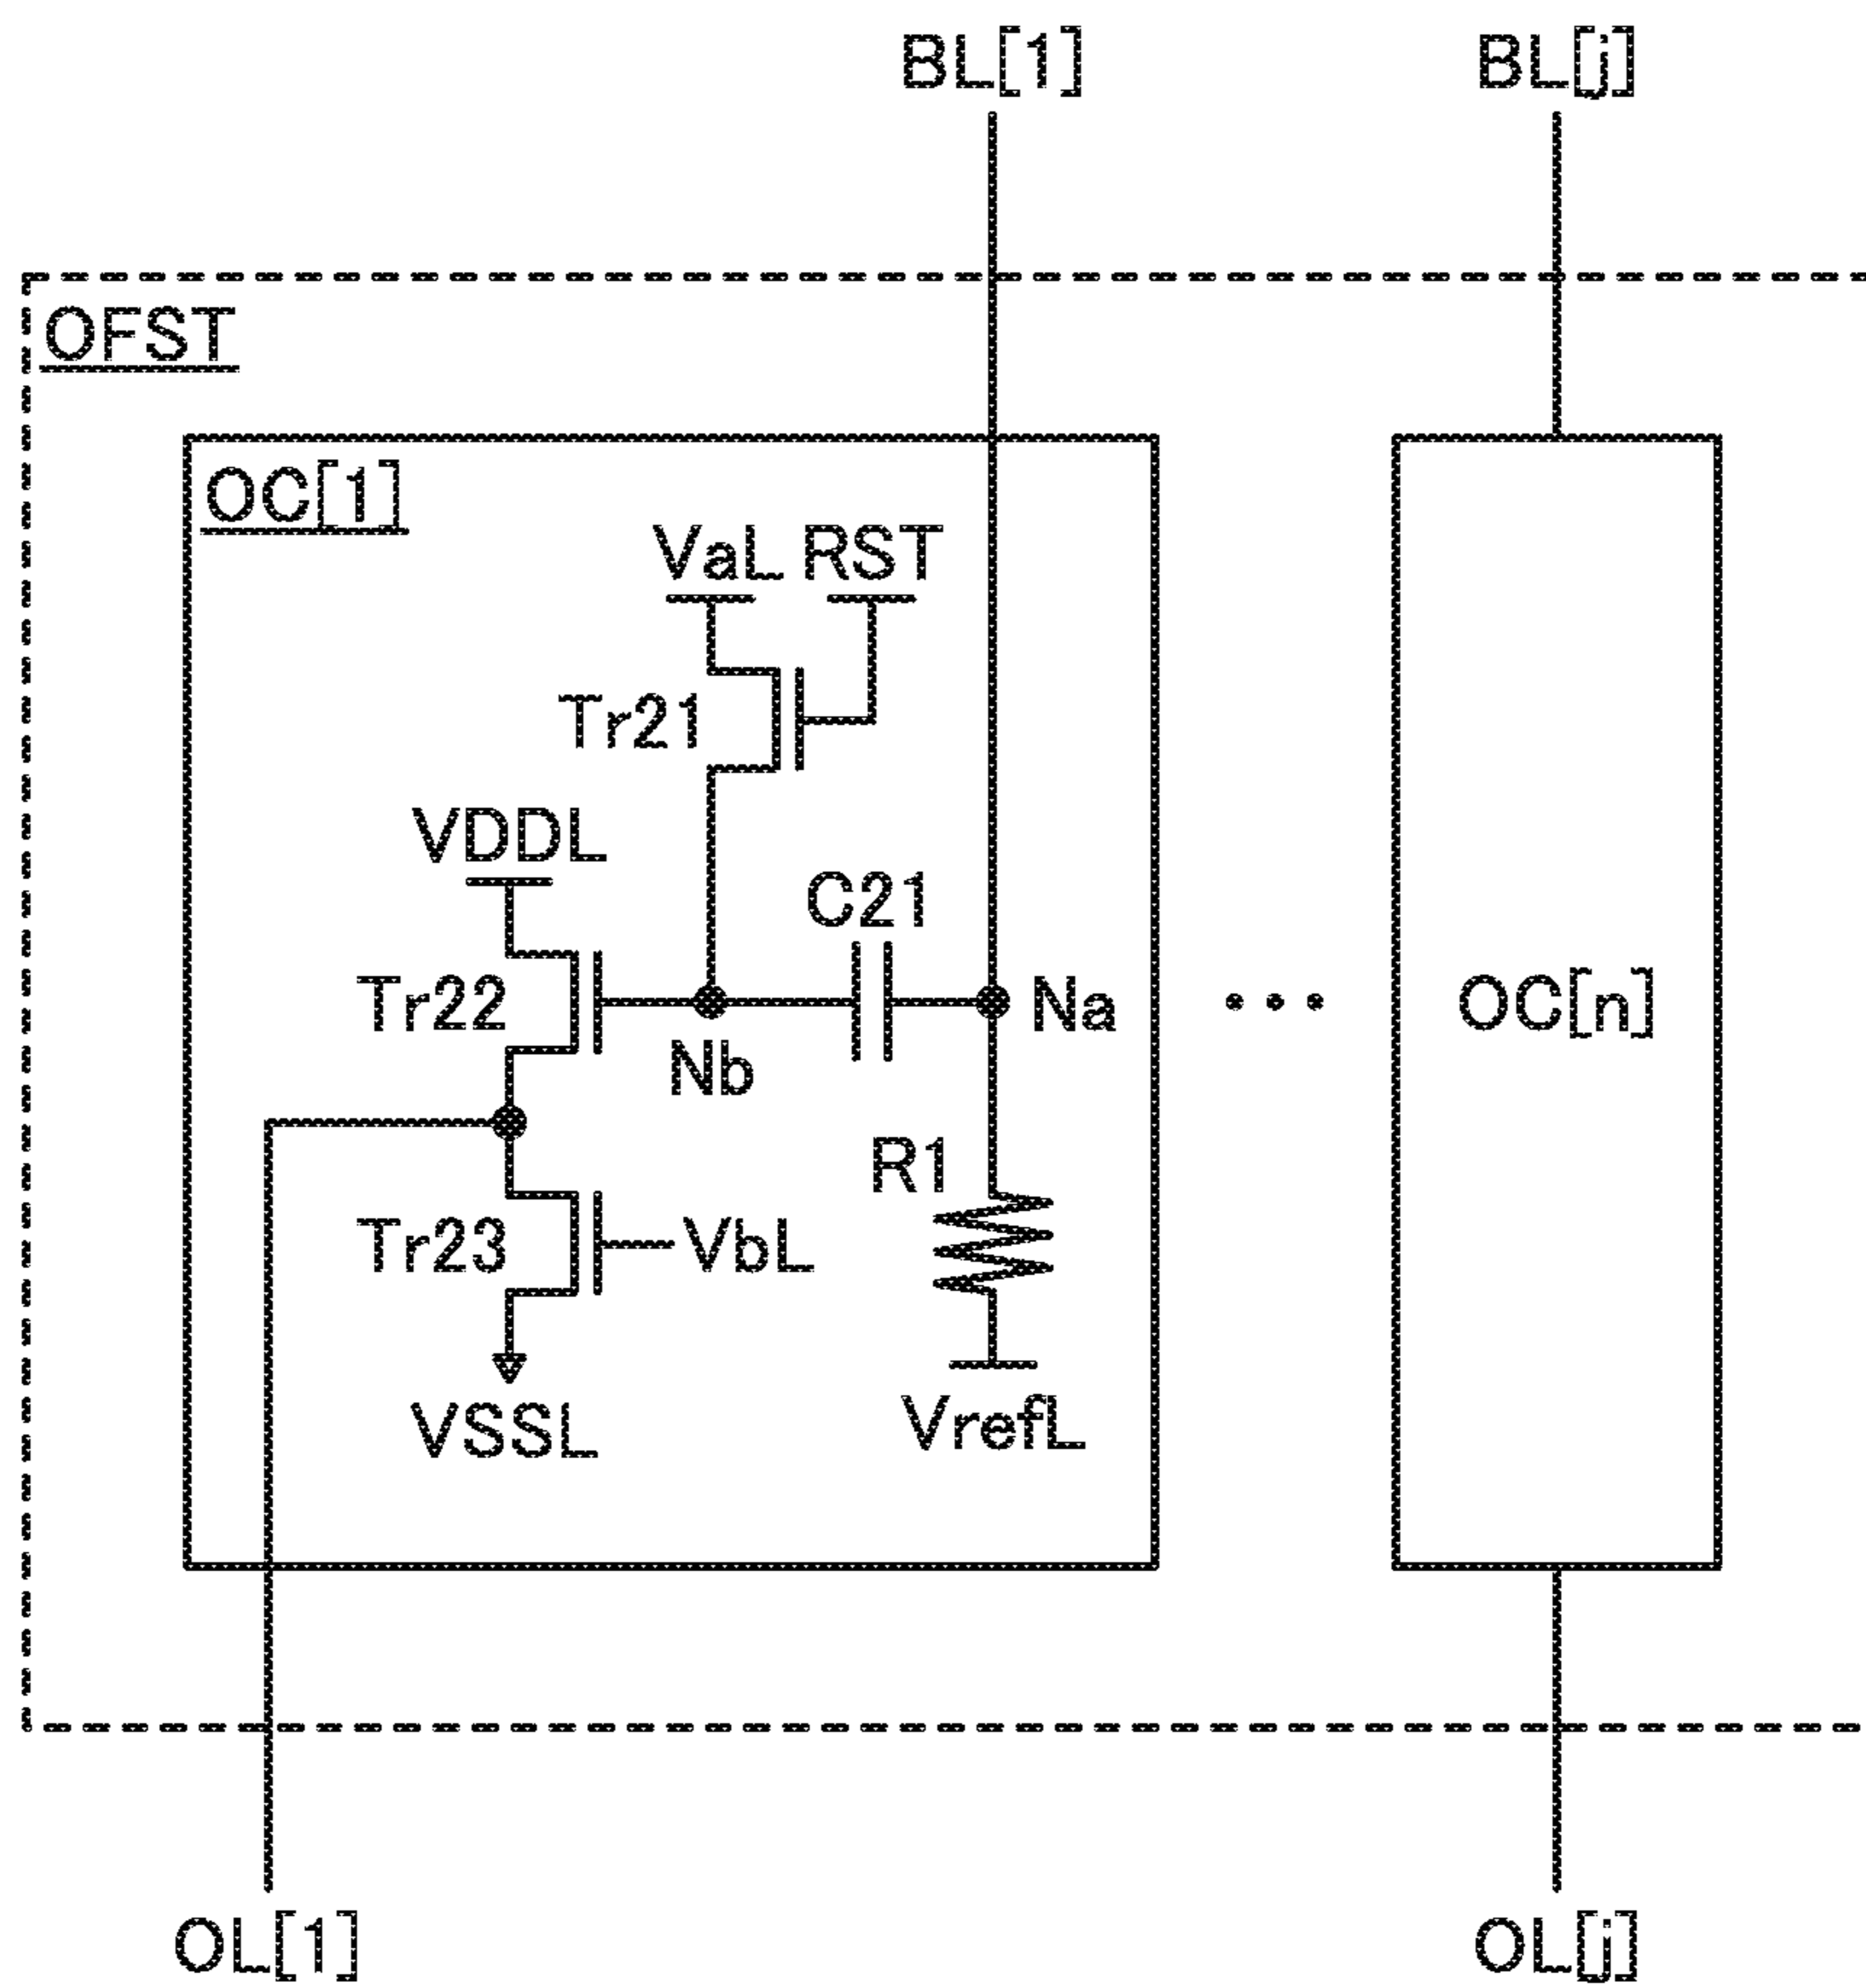 BL[1] BL[j]
OFST
OC[1]
VaL RST
Tr21
VDDL
C21
Tr22 Nb Na ... OC[n]
R1
Tr23 VbL
VSSL VrefL
OL[1] OL[j]